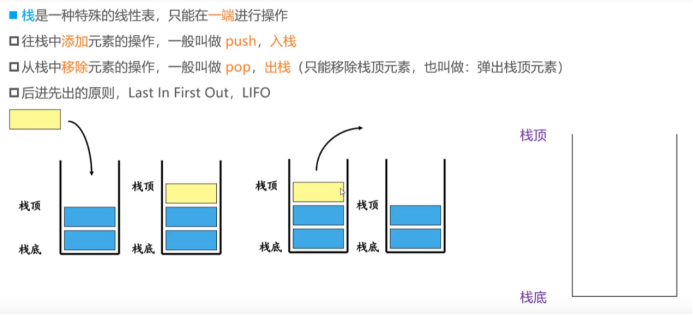 栈是一种特殊的线性表，只能在一端进行操作
往栈中添加元素的操作，一般叫做 push，入栈
从栈中移除元素的操作，一般叫做 pop，出栈（只能移除栈顶元素，也叫做：弹出栈顶元素）
后进先出的原则，Last In First Out，LIFO
栈顶
栈底
栈顶
栈底
栈顶
栈底
栈顶
栈底
栈顶
栈底